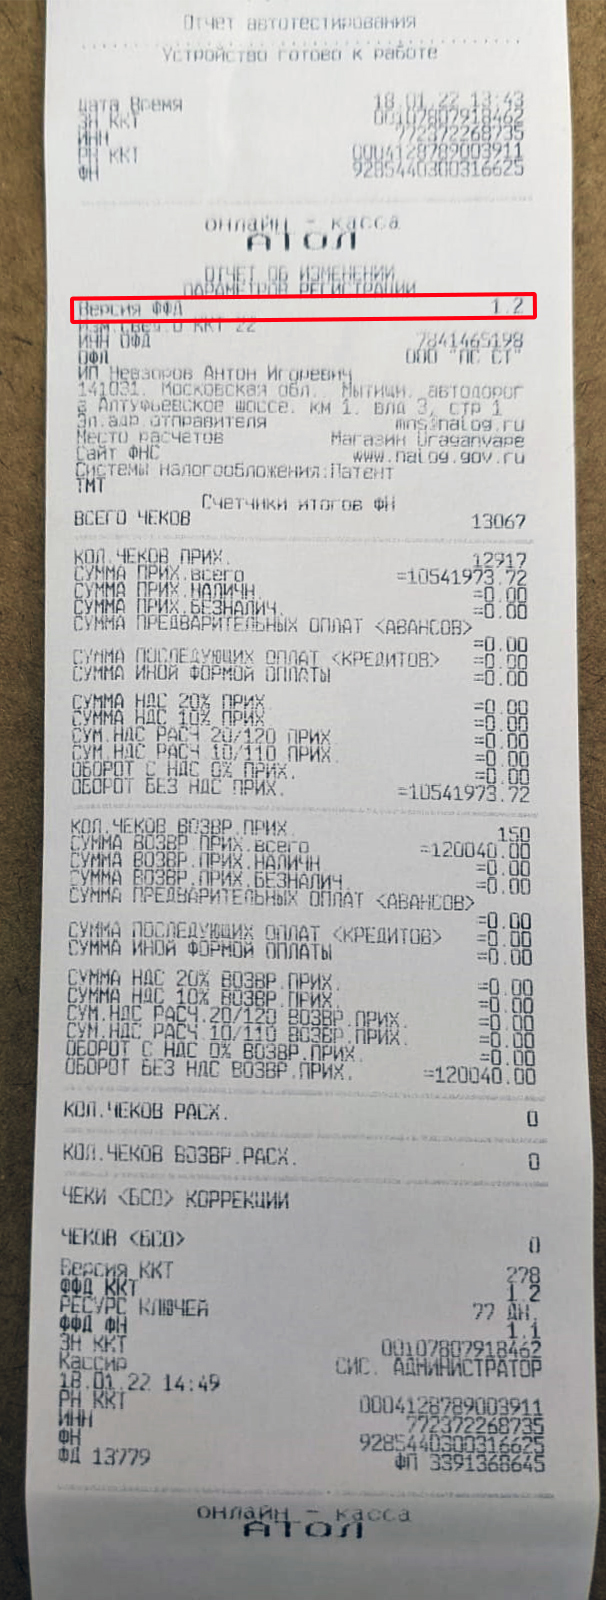 Отчет автотестирования
Устройство готово к работе
Дата Время 18.01.22 13:43
ЗН ККТ 00107807918462
ИНН 772372268735
РН ККТ 0004128789003911
ФН 9285440300316625
онлайн - касса
АТОЛ
ОТЧЕТ ОБ ИЗМЕНЕНИИ
ПАРАМЕТРОВ РЕГИСТРАЦИИ
Версия ФФД 1.2
ИЗМ.СВЕД.О ККТ 22
ИНН ОФД 7841465198
ОФД ООО "ПС СТ"
ИП Невзоров Антон Игоревич
141031, Московская обл., Мытищи, автодорог
а Алтуфьевское шоссе, км 1, влд 3, стр 1
Эл.адр.отправителя mns@nalog.ru
Место расчетов Магазин Uraganvape
Сайт ФНС www.nalog.gov.ru
Системы налогообложения:Патент
ТМТ
Счетчики итогов ФН
ВСЕГО ЧЕКОВ 13067
КОЛ.ЧЕКОВ ПРИХ. 12917
СУММА ПРИХ.всего =10541973.72
СУММА ПРИХ.НАЛИЧН. =0.00
СУММА ПРИХ.БЕЗНАЛИЧ. =0.00
СУММА ПРЕДВАРИТЕЛЬНЫХ ОПЛАТ <АВАНСОВ>
=0.00
СУММА ПОСЛЕДУЮЩИХ ОПЛАТ <КРЕДИТОВ> =0.00
СУММА ИНОЙ ФОРМОЙ ОПЛАТЫ =0.00
СУММА НДС 20% ПРИХ. =0.00
СУММА НДС 10% ПРИХ. =0.00
СУМ.НДС РАСЧ 20/120 ПРИХ. =0.00
СУМ.НДС РАСЧ 10/110 ПРИХ. =0.00
ОБОРОТ С НДС 0% ПРИХ. =0.00
ОБОРОТ БЕЗ НДС ПРИХ. =10541973.72
КОЛ.ЧЕКОВ ВОЗВР.ПРИХ. 150
СУММА ВОЗВР.ПРИХ.всего =120040.00
СУММА ВОЗВР.ПРИХ.НАЛИЧН =0.00
СУММА ВОЗВР.ПРИХ.БЕЗНАЛИЧ. =0.00
СУММА ПРЕДВАРИТЕЛЬНЫХ ОПЛАТ <АВАНСОВ>
=0.00
СУММА ПОСЛЕДУЮЩИХ ОПЛАТ <КРЕДИТОВ> =0.00
СУММА ИНОЙ ФОРМОЙ ОПЛАТЫ =0.00
СУММА НДС 20% ВОЗВР.ПРИХ. =0.00
СУММА НДС 10% ВОЗВР.ПРИХ. =0.00
СУМ.НДС РАСЧ.20/120 ВОЗВР.ПРИХ. =0.00
СУМ.НДС РАСЧ.10/110 ВОЗВР.ПРИХ. =0.00
ОБОРОТ С НДС 0% ВОЗВР.ПРИХ. =0.00
ОБОРОТ БЕЗ НДС ВОЗВР.ПРИХ. =120040.00
КОЛ.ЧЕКОВ РАСХ. 0
КОЛ.ЧЕКОВ ВОЗВР.РАСХ. 0
ЧЕКИ <БСО> КОРРЕКЦИИ
ЧЕКОВ <БСО> 0
Версия ККТ 278
ФФД ККТ 1.2
РЕСУРС КЛЮЧЕЙ 77 ДН.
ФФД ФН 1.1
ЗН ККТ 00107807918462
Кассир СИС. АДМИНИСТРАТОР
18.01.22 14:49
РН ККТ 0004128789003911
ИНН 772372268735
ФН 9285440300316625
ФД 13779 ФП 3391368645
онлайн - касса
АТОЛ